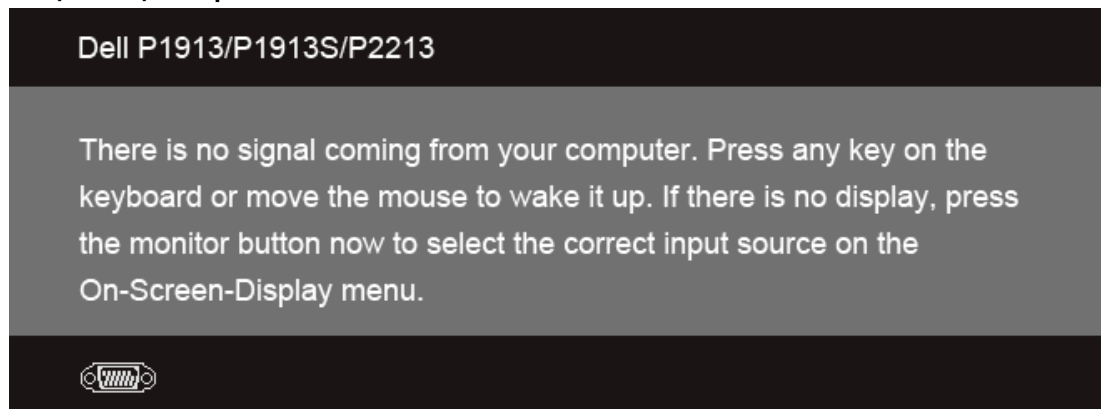 Dell P1913/P1913S/P2213
There is no signal coming from your computer. Press any key on the
keyboard or move the mouse to wake it up. If there is no display, press
the monitor button now to select the correct input source on the
On-Screen-Display menu.